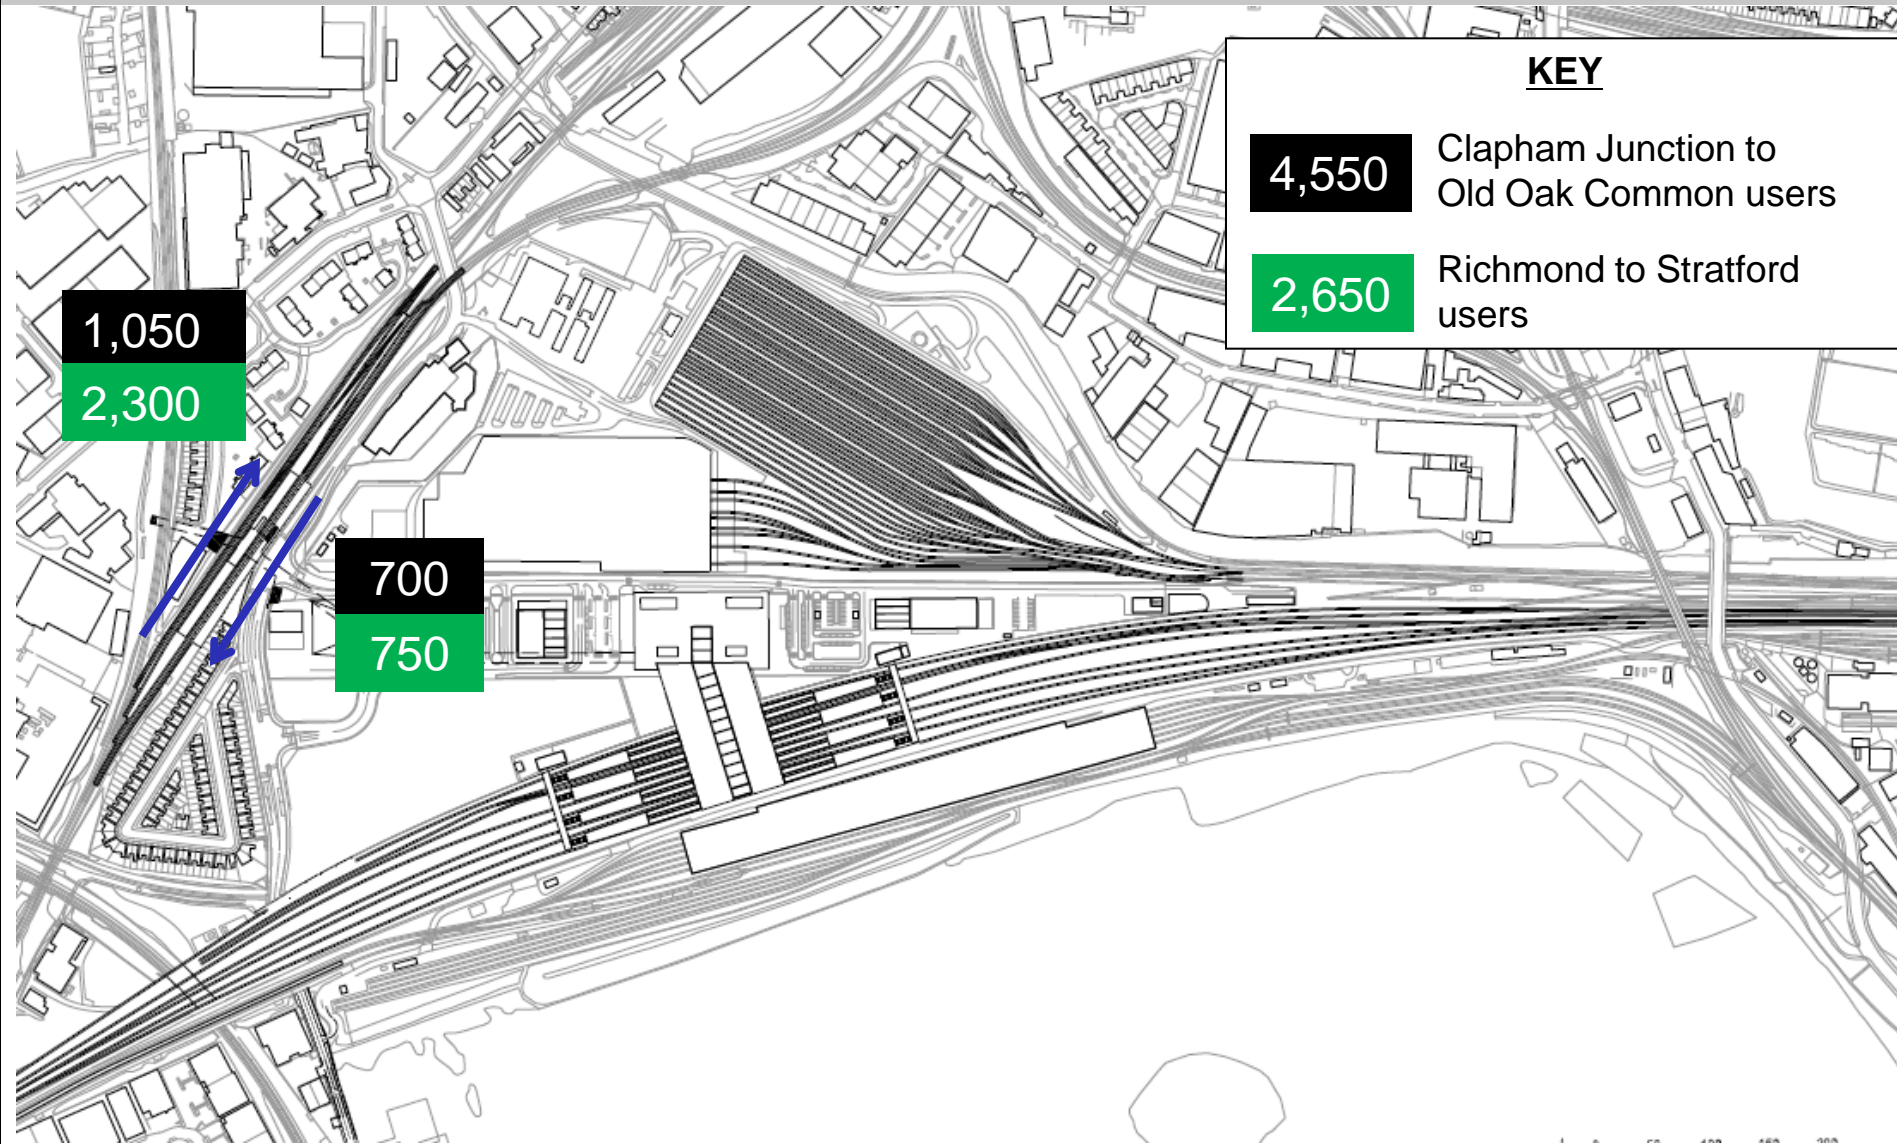 KEY
4,550
Clapham Junction to
Old Oak Common users
2,650
Richmond to Stratford
users
1,050
2,300
700
750